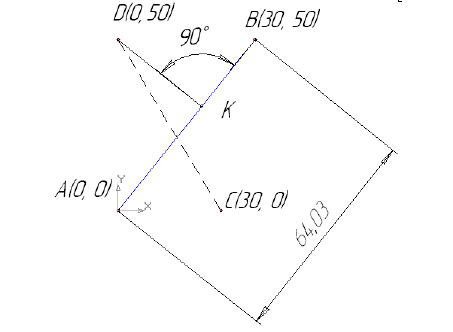 D(0, 50)
B(30, 50)
90°
K
A(0, 0)
Y
X
C(30, 0)
64,03